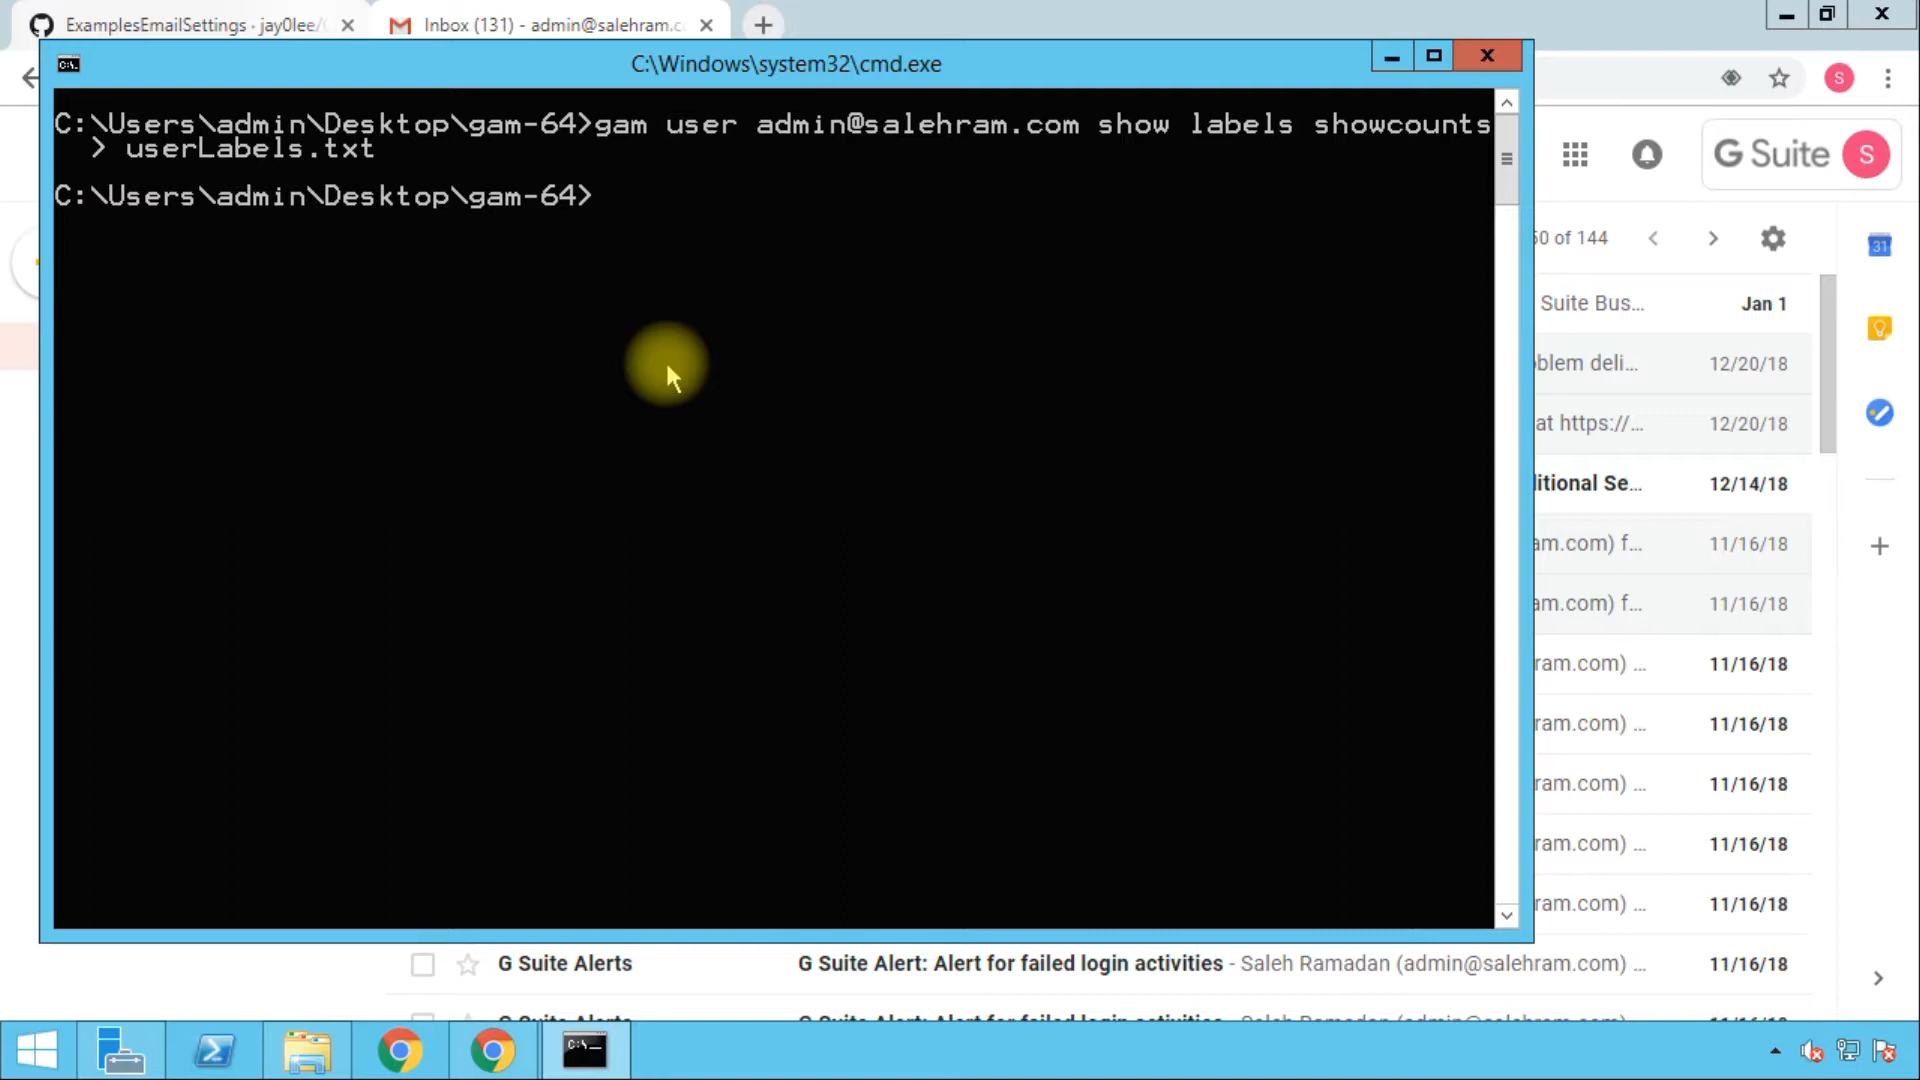 ExamplesEmailSettings · jay0lee/
Inbox (131) - admin@salehram.c
C:\Windows\system32\cmd.exe
C:\Users\admin\Desktop\gam-64>gam user admin@salehram.com show labels showcounts
> userLabels.txt
C:\Users\admin\Desktop\gam-64>
S
G Suite S
50 of 144
31
Suite Bus... Jan 1
blem deli... 12/20/18
at https://... 12/20/18
litional Se... 12/14/18
am.com) f... 11/16/18
am.com) f... 11/16/18
ram.com) ... 11/16/18
ram.com) ... 11/16/18
ram.com) ... 11/16/18
ram.com) ... 11/16/18
ram.com) ... 11/16/18
G Suite Alerts G Suite Alert: Alert for failed login activities - Saleh Ramadan (admin@salehram.com) ... 11/16/18